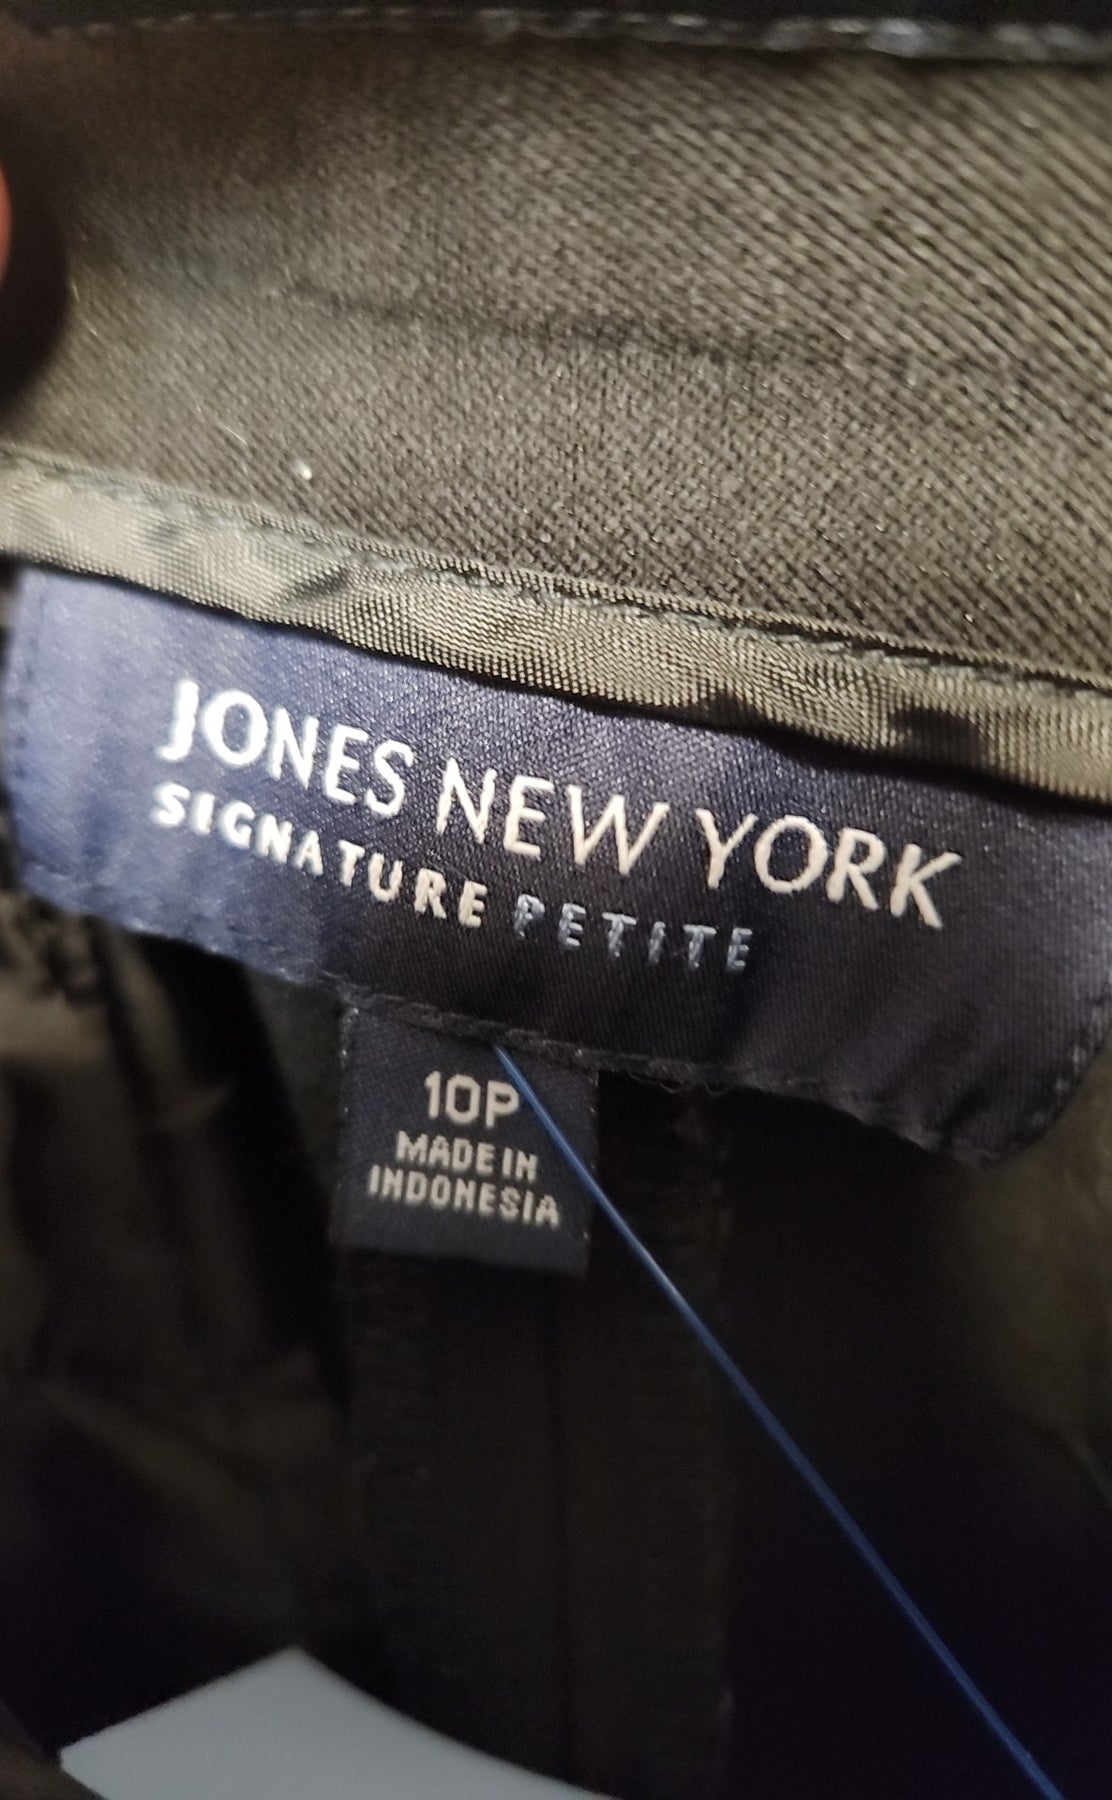 JONES NEW YORK
SIGNATURE PETITE
10P
MADE IN
INDONESIA